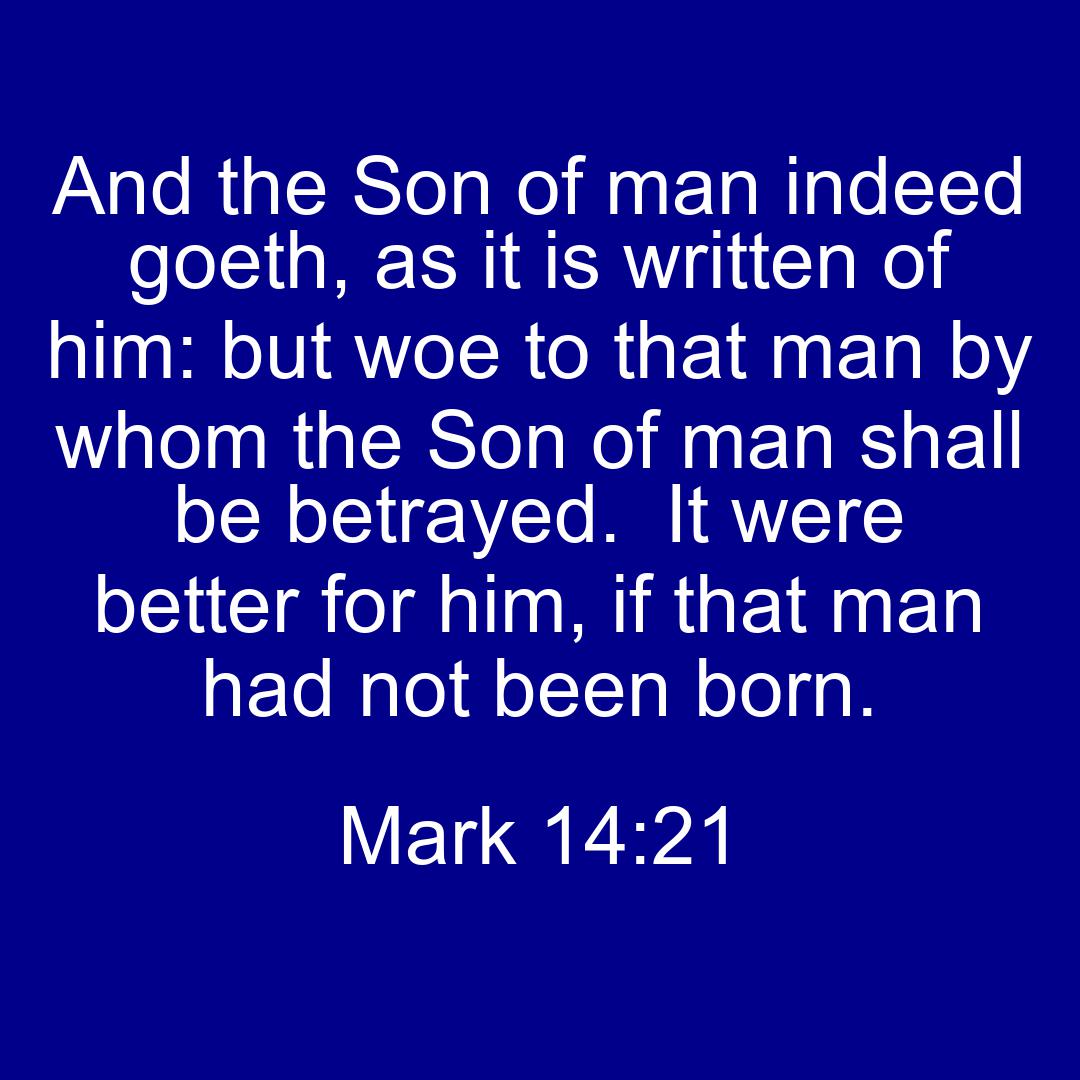 And the Son of man indeed
goeth, as it is written of
him: but woe to that man by
whom the Son of man shall
be betrayed.  It were
better for him, if that man
had not been born.
Mark 14:21